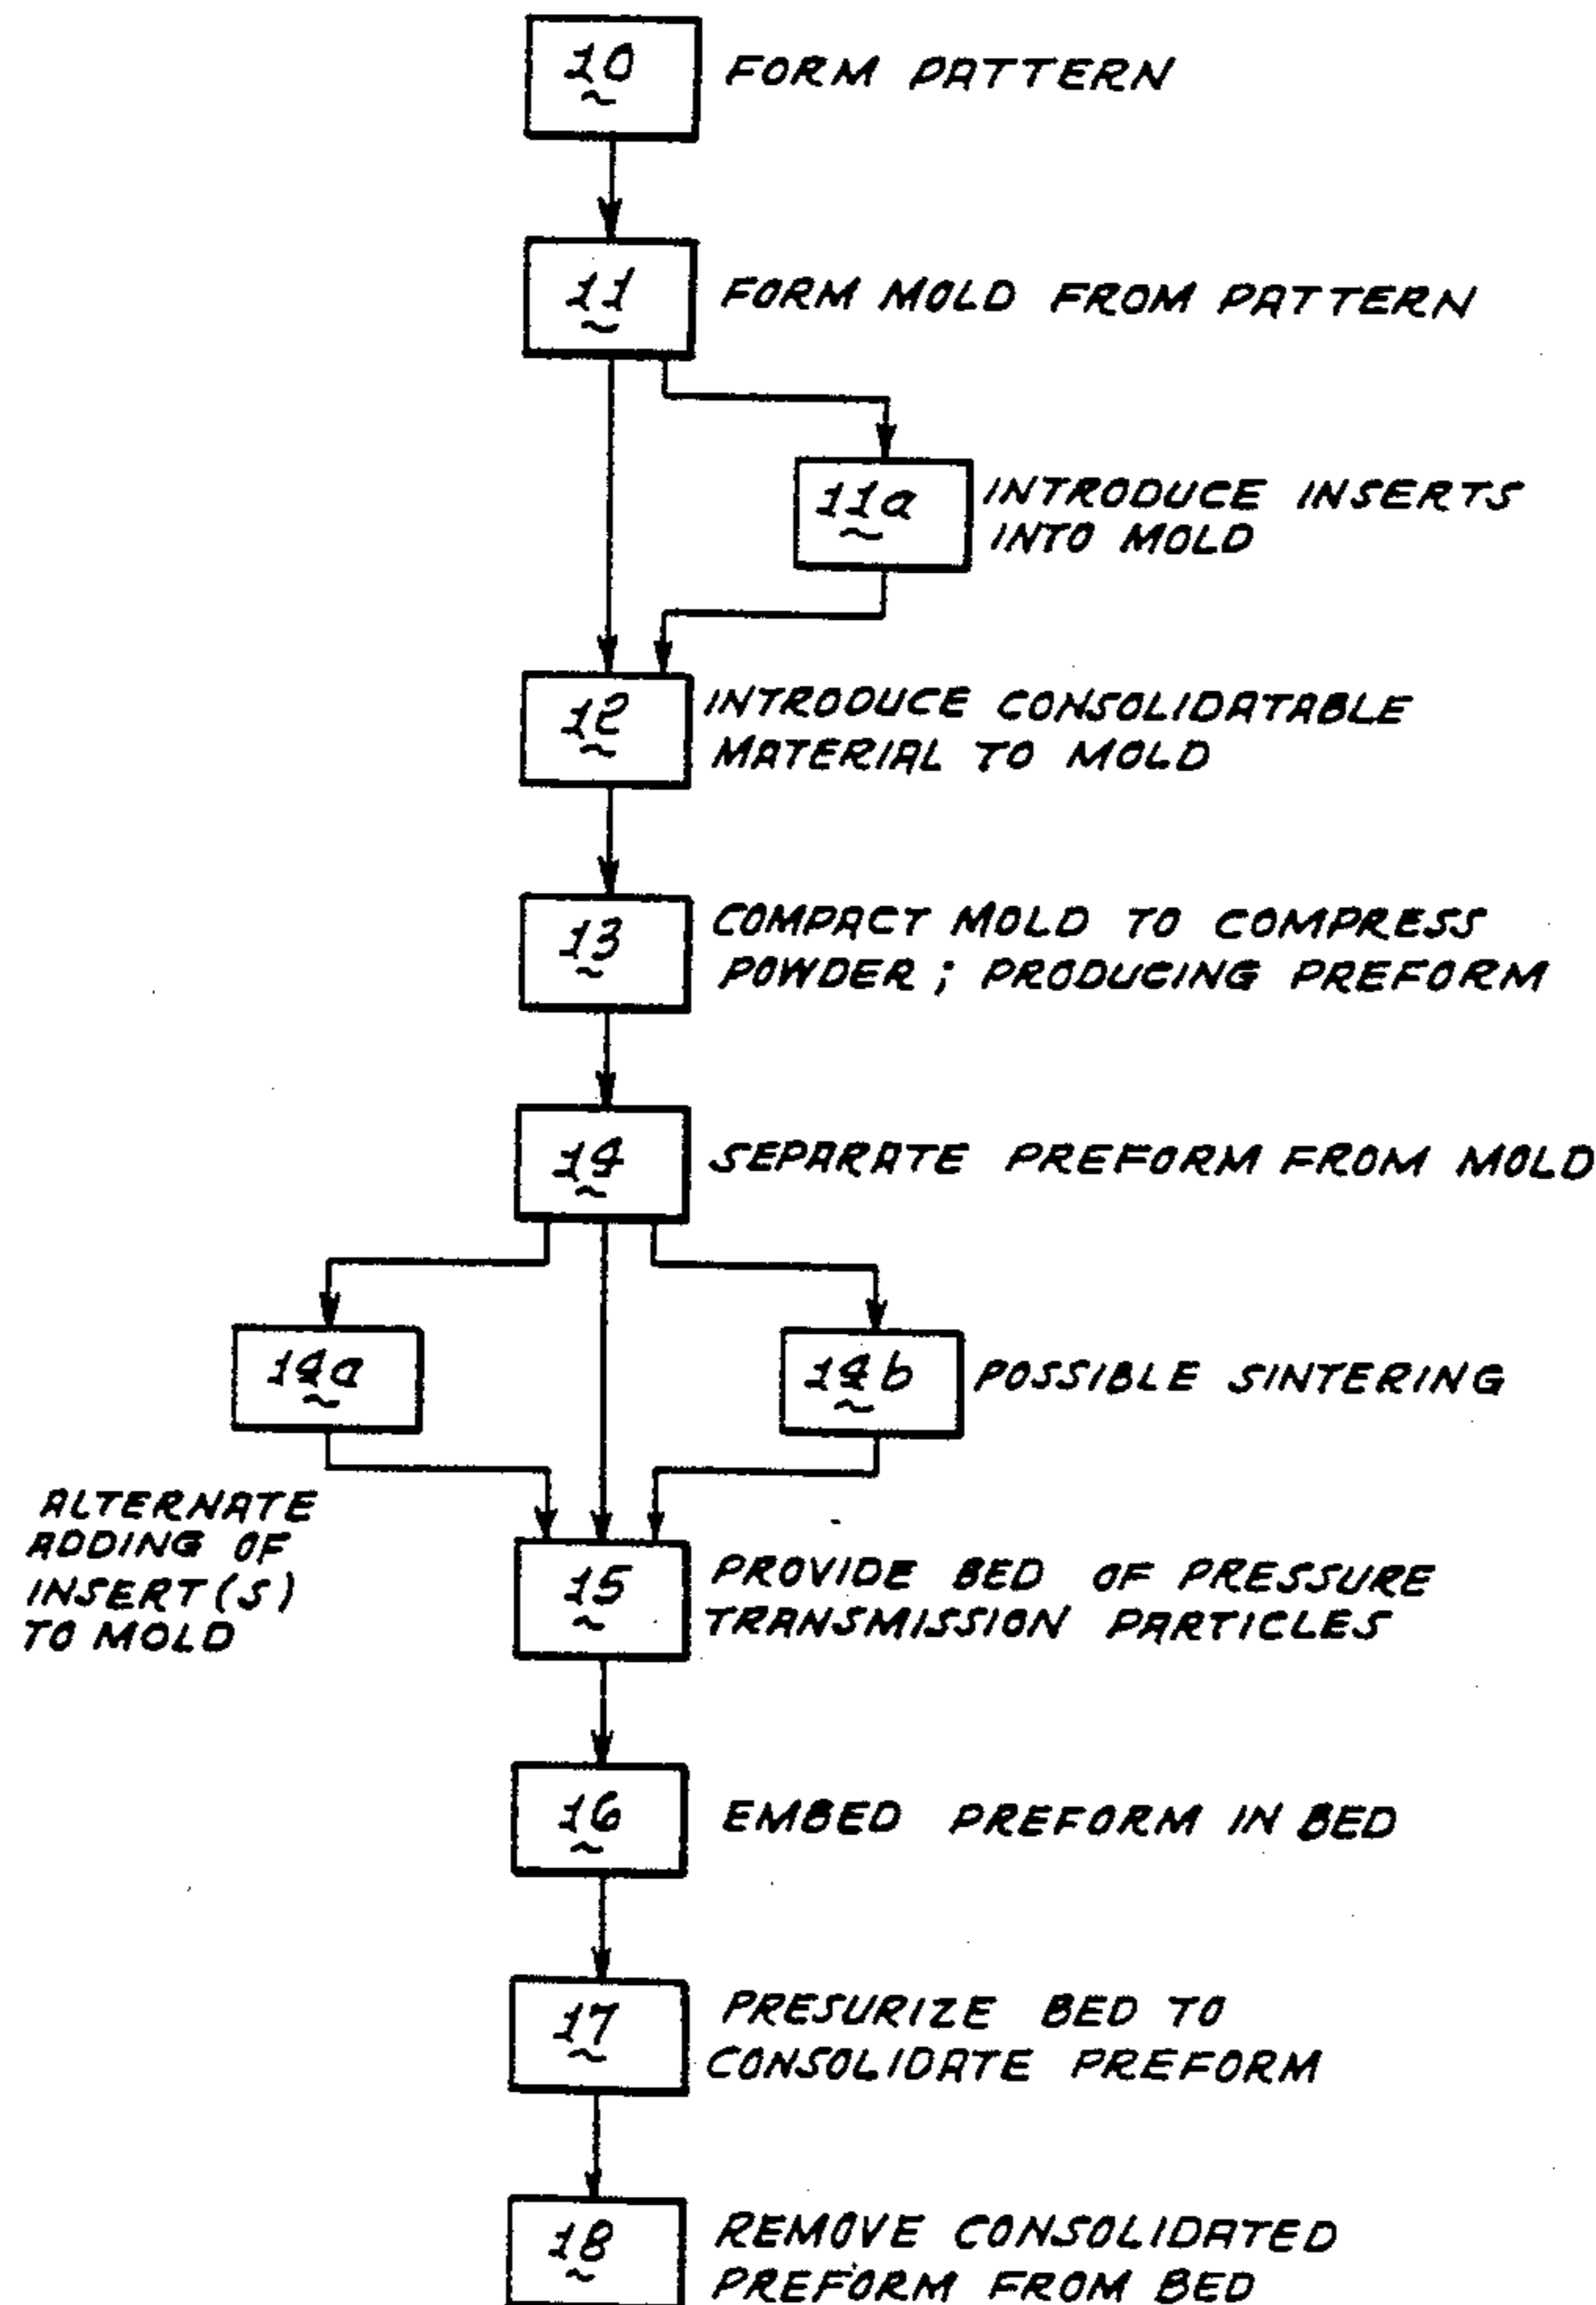 10 FORM PATTERN
11 FORM MOLD FROM PATTERN
11a INTRODUCE INSERTS
INTO MOLD
12 INTRODUCE CONSOLIDATABLE
MATERIAL TO MOLD
13 COMPACT MOLD TO COMPRESS
POWDER; PRODUCING PREFORM
14 SEPARATE PREFORM FROM MOLD
14a
14b POSSIBLE SINTERING
ALTERNATE
ADDING OF
INSERT(S)
TO MOLD
15 PROVIDE BED OF PRESSURE
TRANSMISSION PARTICLES
16 EMBED PREFORM IN BED
17 PRESURIZE BED TO
CONSOLIDATE PREFORM
18 REMOVE CONSOLIDATED
PREFORM FROM BED